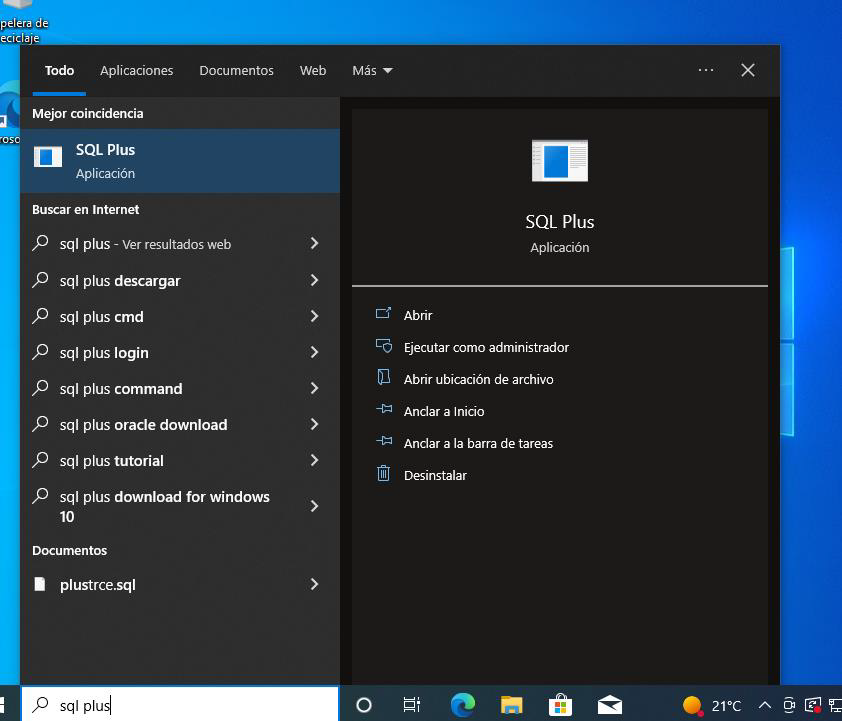 pelera de
eciclaje
Todo
Aplicaciones
Documentos
Web
Más
Mejor coincidencia
SQL Plus
Aplicación
Buscar en Internet
sql plus - Ver resultados web
sql plus descargar
sql plus cmd
sql plus login
sql plus command
sql plus oracle download
sql plus tutorial
sql plus download for windows
10
Documentos
plustrce.sql
SQL Plus
Aplicación
Abrir
Ejecutar como administrador
Abrir ubicación de archivo
Anclar a Inicio
Anclar a la barra de tareas
Desinstalar
roso
sql plus
21°C